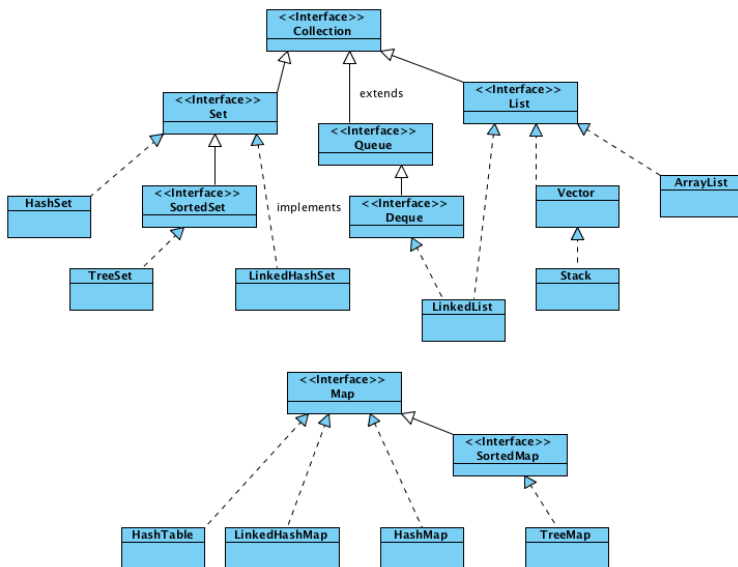 <<Interface>>
Collection
<<Interface>>
Set
extends
<<Interface>>
List
<<Interface>>
Queue
HashSet
<<Interface>>
SortedSet
implements
<<Interface>>
Deque
Vector
ArrayList
TreeSet
LinkedHashSet
LinkedList
Stack
<<Interface>>
Map
<<Interface>>
SortedMap
HashTable
LinkedHashMap
HashMap
TreeMap